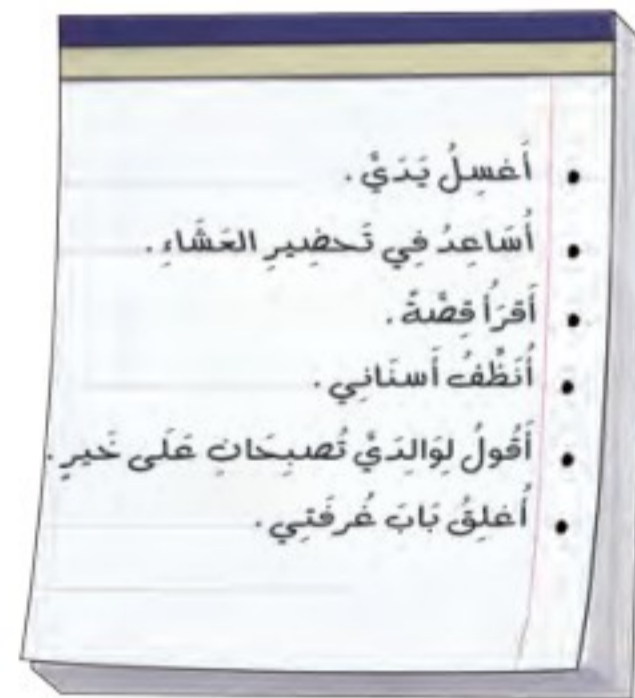 • أَغسِلُ يَدَيَّ .
• أُسَاعِدُ فِي تَحضِيرِ العَشَاءِ .
• أَقرَأُ قِصَّةً .
• أُنَظِّفُ أَسنَانِي .
• أَقُولُ لِوَالِدَيَّ تُصبِحَانِ عَلَى خَيرٍ .
• أُغلِقُ بَابَ غُرفَتِي .